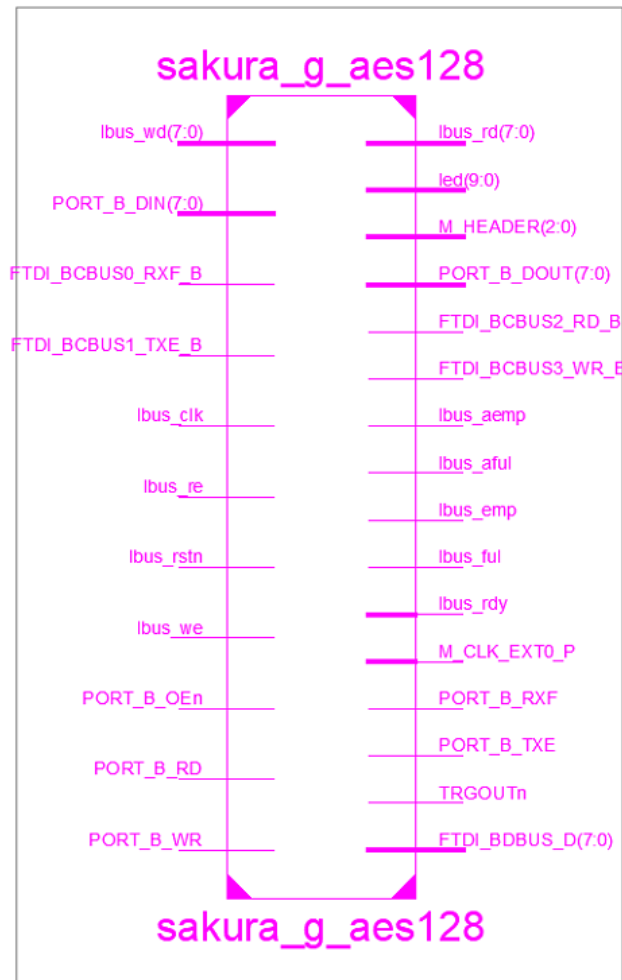 sakura_g_aes128
lbus_wd(7:0)
PORT_B_DIN(7:0)
FTDI_BCBUS0_RXF_B
FTDI_BCBUS1_TXE_B
lbus_clk
lbus_re
lbus_rstn
lbus_we
PORT_B_OEn
PORT_B_RD
PORT_B_WR
lbus_rd(7:0)
led(9:0)
M_HEADER(2:0)
PORT_B_DOUT(7:0)
FTDI_BCBUS2_RD_B
FTDI_BCBUS3_WR_B
lbus_aemp
lbus_aful
lbus_emp
lbus_ful
lbus_rdy
M_CLK_EXT0_P
PORT_B_RXF
PORT_B_TXE
TRGOUTn
FTDI_BDBUS_D(7:0)
sakura_g_aes128